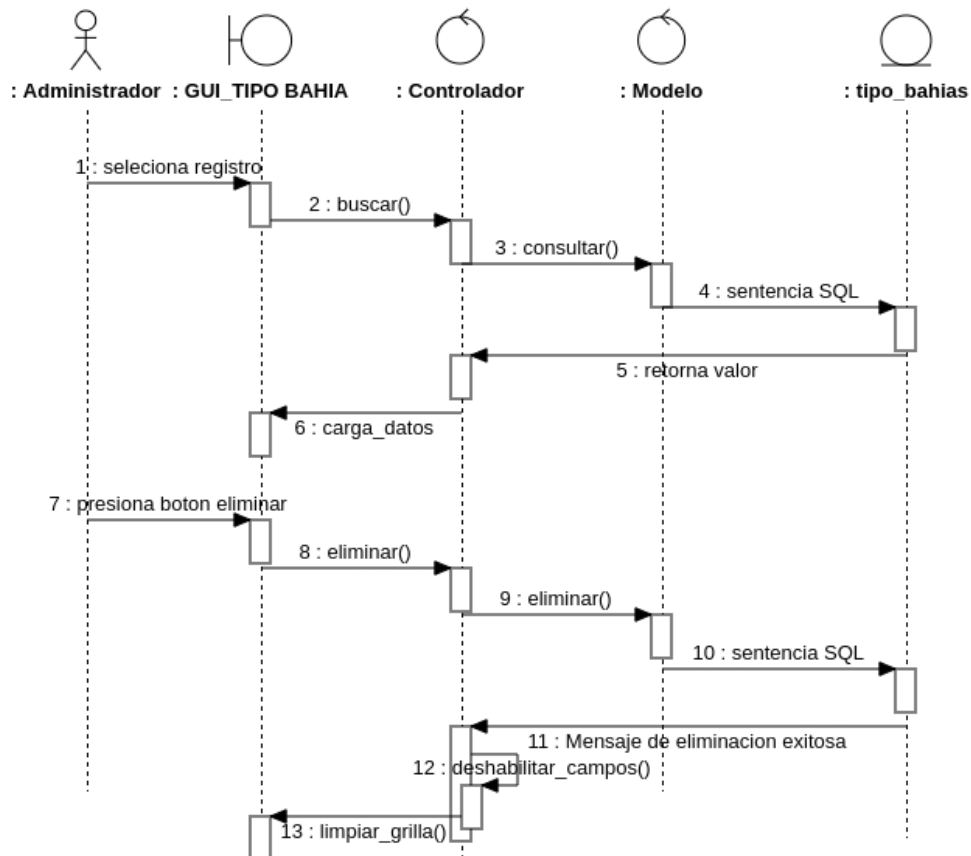 : Administrador : GUI_TIPO BAHIA : Controlador : Modelo : tipo_bahias
1 : seleciona registro
2 : buscar()
3 : consultar()
4 : sentencia SQL
5 : retorna valor
6 : carga_datos
7 : presiona boton eliminar
8 : eliminar()
9 : eliminar()
10 : sentencia SQL
11 : Mensaje de eliminacion exitosa
12 : deshabilitar_campos()
13 : limpiar_grilla()